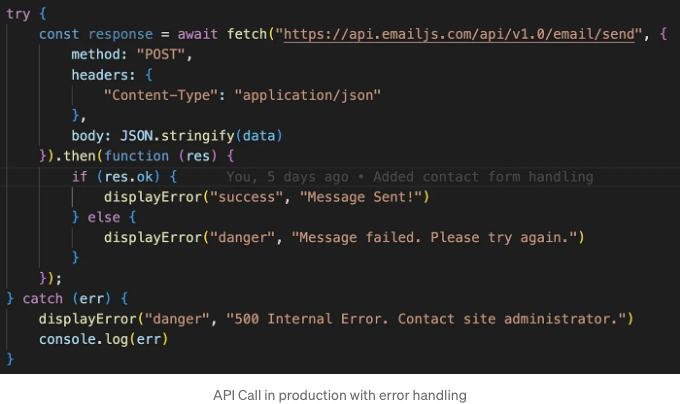 try {
    const response = await fetch("https://api.emailjs.com/api/v1.0/email/send", {
        method: "POST",
        headers: {
            "Content-Type": "application/json"
        },
        body: JSON.stringify(data)
    }).then(function (res) {
        if (res.ok) {      You, 5 days ago • Added contact form handling
            displayError("success", "Message Sent!")
        } else {
            displayError("danger", "Message failed. Please try again.")
        }
    });
} catch (err) {
    displayError("danger", "500 Internal Error. Contact site administrator.")
    console.log(err)
}
API Call in production with error handling